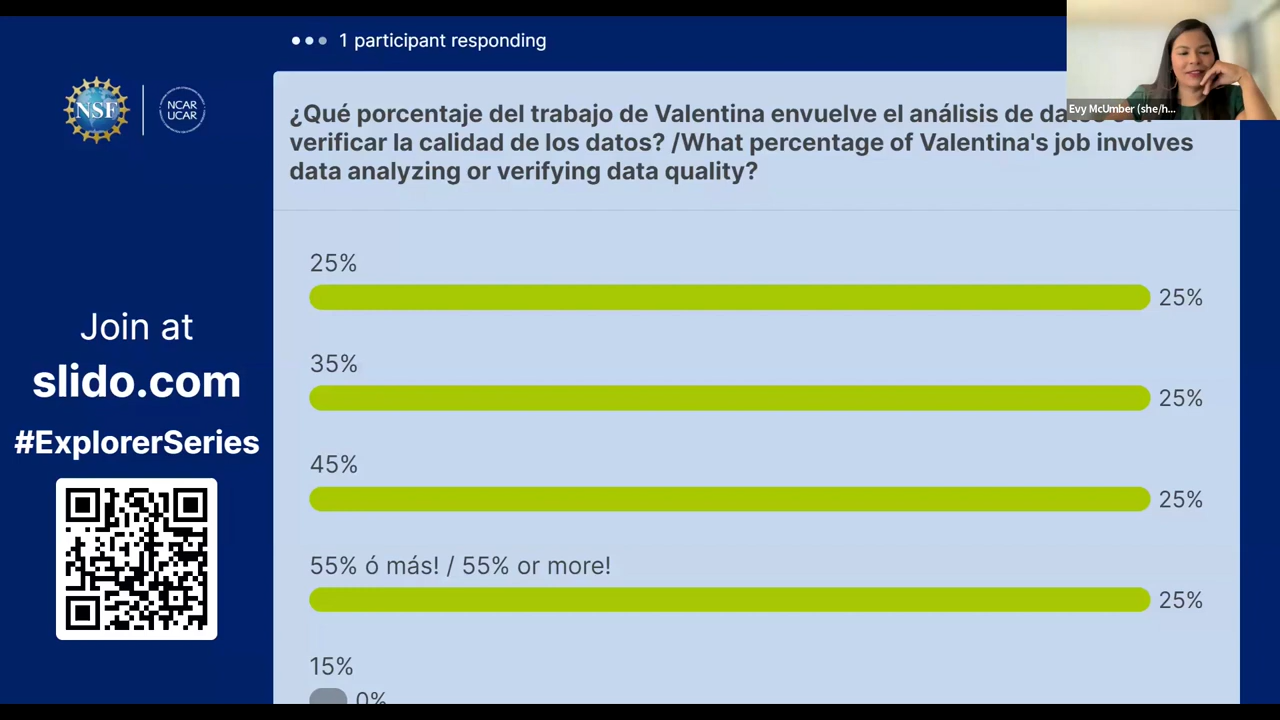 1 participant responding
NSF
NCAR
UCAR
Evy McUmber (she/h...
¿Qué porcentaje del trabajo de Valentina envuelve el análisis de
verificar la calidad de los datos? /What percentage of Valentina's job involves
data analyzing or verifying data quality?
25%
25%
35%
25%
45%
25%
55% ó más! / 55% or more!
25%
15%
0%
Join at
slido.com
#ExplorerSeries